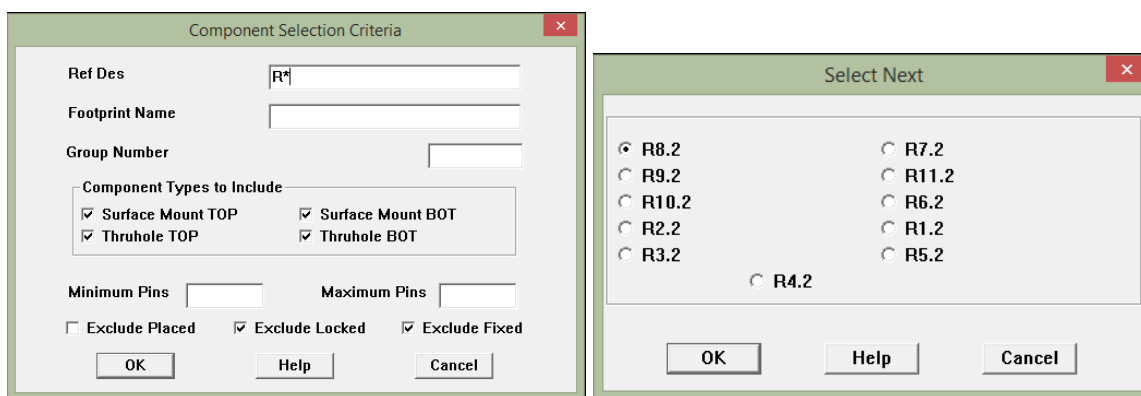 Component Selection Criteria
Ref Des R*
Footprint Name
Group Number
Component Types to Include
Surface Mount TOP Surface Mount BOT
Thruhole TOP Thruhole BOT
Minimum Pins Maximum Pins
Exclude Placed Exclude Locked Exclude Fixed
OK Help Cancel
Select Next
R8.2 R7.2
R9.2 R11.2
R10.2 R6.2
R2.2 R1.2
R3.2 R5.2
R4.2
OK Help Cancel